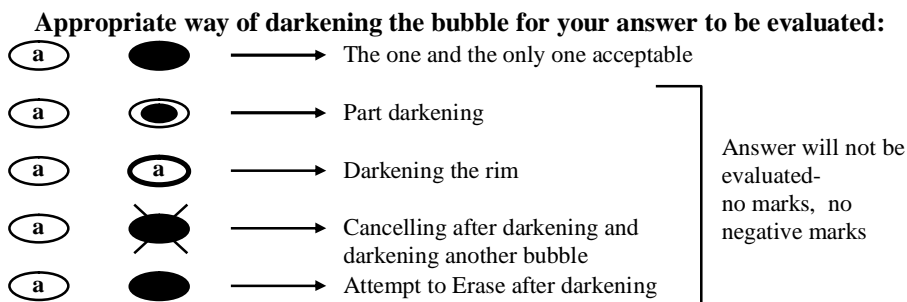 Appropriate way of darkening the bubble for your answer to be evaluated:
a The one and the only one acceptable
a Part darkening
a a Darkening the rim
a Cancelling after darkening and
darkening another bubble
a Attempt to Erase after darkening
Answer will not be
evaluated-
no marks, no
negative marks